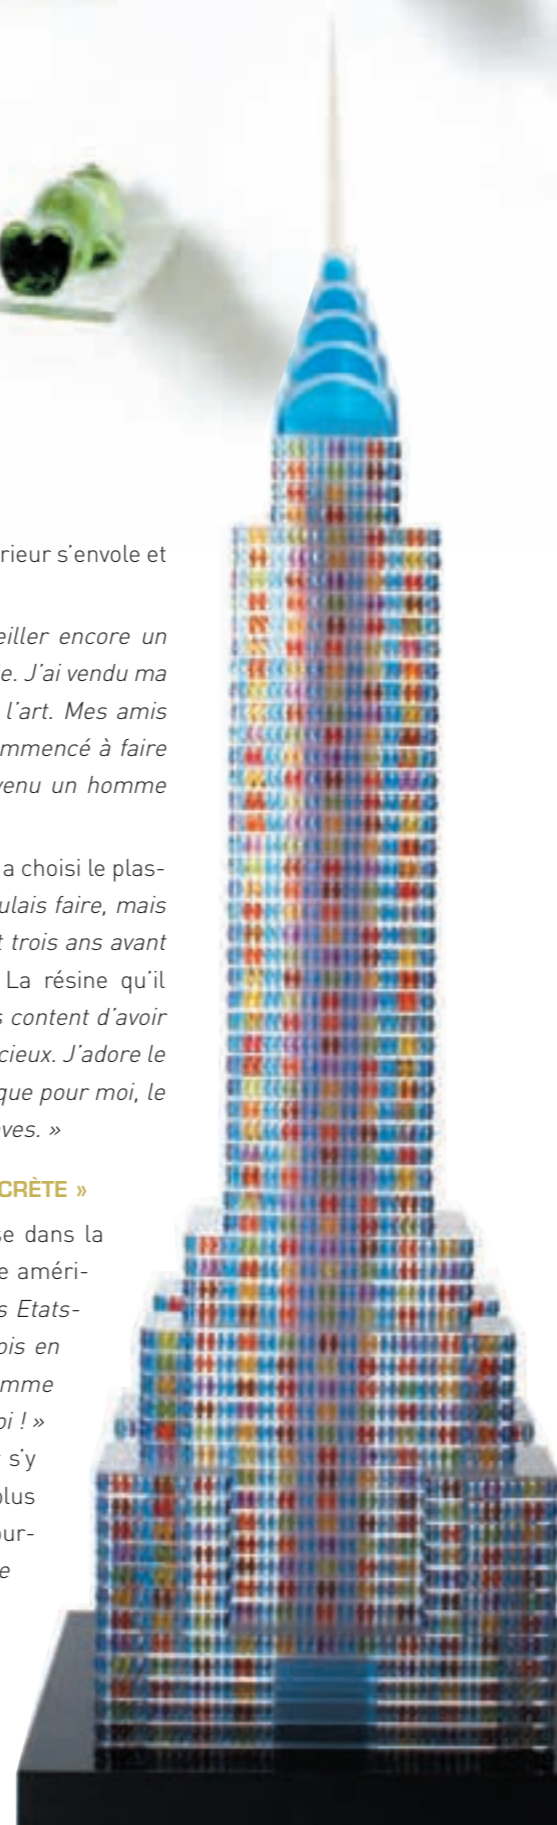 rieur s'envole et
eiller encore un
e. J'ai vendu ma
l'art. Mes amis
mmencé à faire
venu un homme
a choisi le plas-
ulais faire, mais
t trois ans avant
La résine qu'il
s content d'avoir
cieux. J'adore le
que pour moi, le
ves. »
CRÈTE »
se dans la
e améri-
s Etats-
ois en
mme
oi ! »
s'y
plus
our-
e